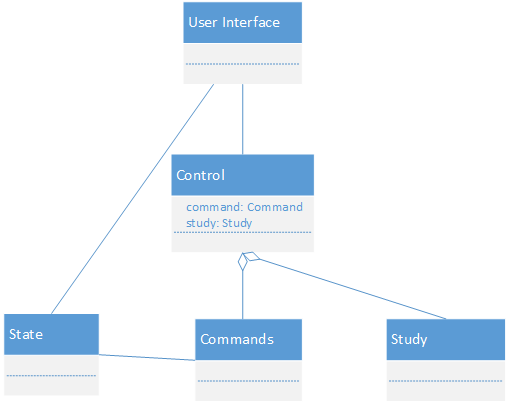 User Interface
Control
command: Command
study: Study
State
Commands
Study